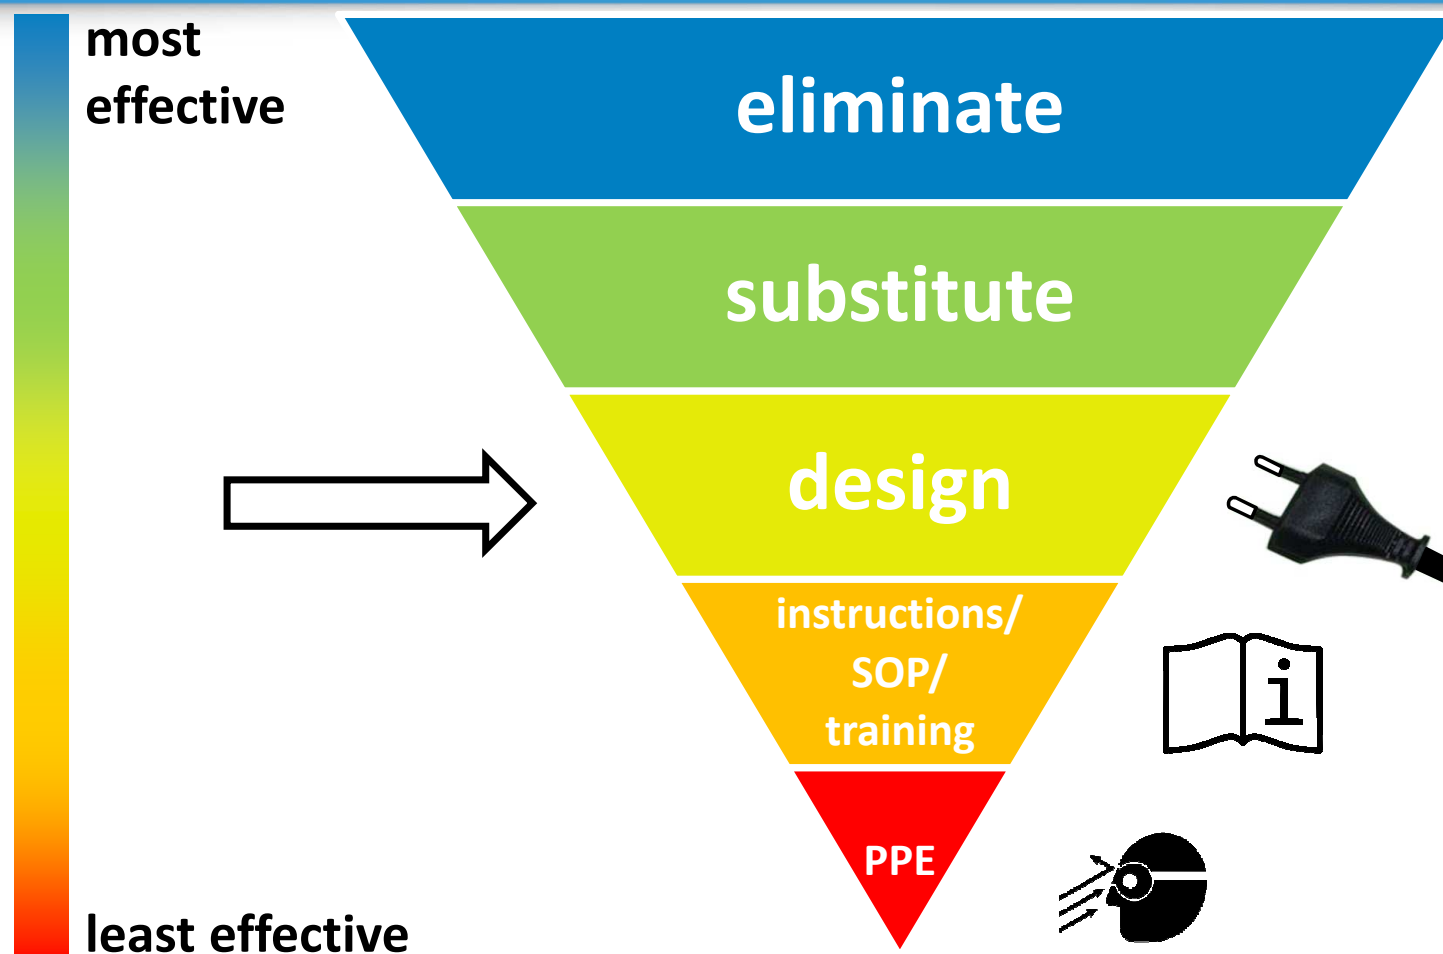 most
effective
eliminate
substitute
design
instructions/
SOP/
training
i
PPE
least effective